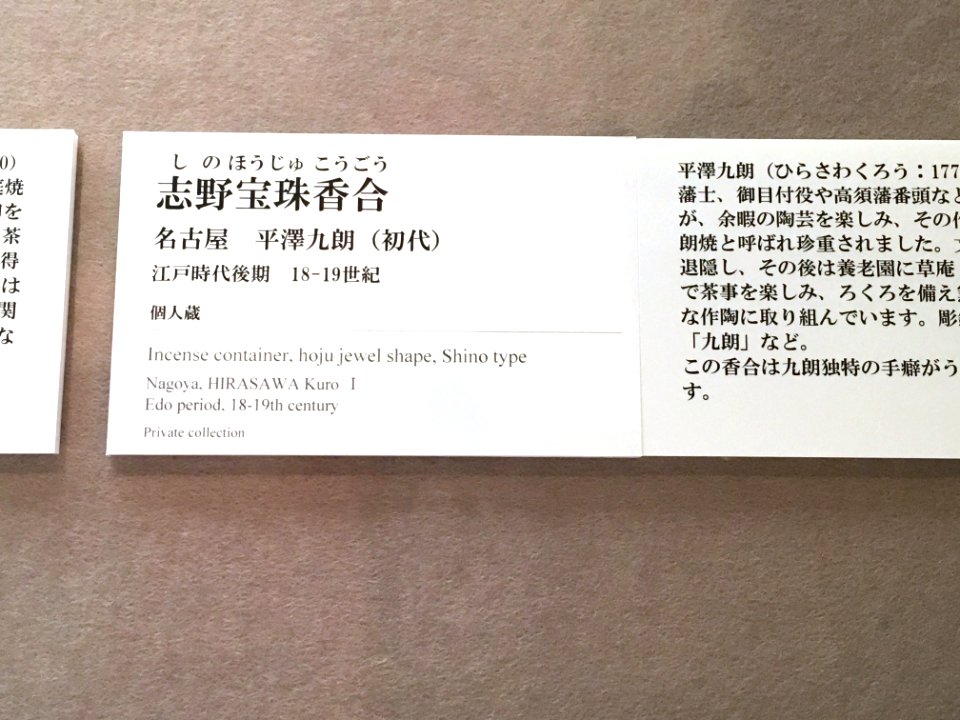 0)
焼
を
茶
得
は
関
な
し の ほうじゅ こうごう
志野宝珠香合
名古屋　平澤九朗（初代）
江戸時代後期　18-19世紀
個人蔵
Incense container, hoju jewel shape, Shino type
Nagoya, HIRASAWA Kuro I
Edo period, 18-19th century
Private collection
平澤九朗（ひらさわくろう：177
藩士、御目付役や高須藩番頭など
が、余暇の陶芸を楽しみ、その作
朗焼と呼ばれ珍重されました。
退隠し、その後は養老園に草庵
で茶事を楽しみ、ろくろを備え
な作陶に取り組んでいます。彫
「九朗」など。
この香合は九朗独特の手癖がう
す。